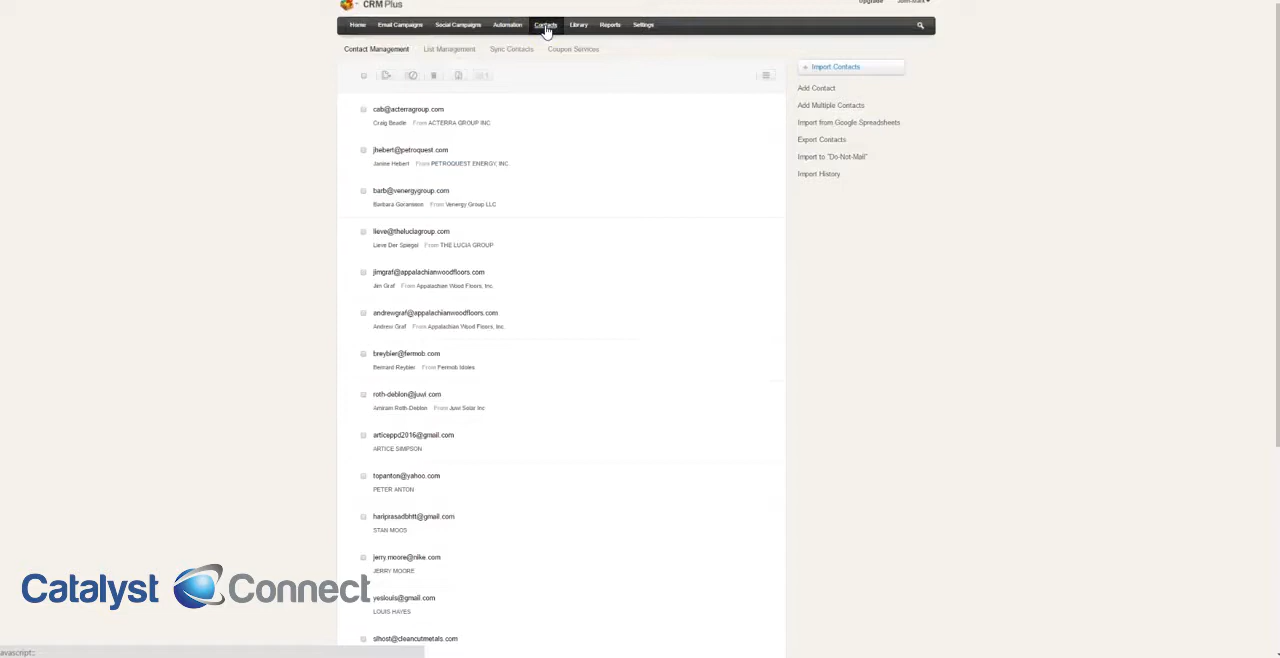 CRM Plus
Upgrade
Home Email Campaigns Social Campaigns Automation Contacts Library Reports Settings
Contact Management List Management Sync Contacts Coupon Services
Import Contacts
Add Contact
Add Multiple Contacts
Import from Google Spreadsheets
Export Contacts
Import to "Do-Not-Mail"
Import History
cab@acterragroup.com
Craig Beadle From ACTERRA GROUP INC
jhebert@petroquest.com
Janine Hebert From PETROQUEST ENERGY, INC.
barb@venergygroup.com
Barbara Goransson From Venergy Group LLC
lieve@theluciagroup.com
Lieve Der Spiegel From THE LUCIA GROUP
jimgraf@appalachianwoodfloors.com
Jim Graf From Appalachian Wood Floors, Inc.
andrewgraf@appalachianwoodfloors.com
Andrew Graf From Appalachian Wood Floors, Inc.
breybier@fermob.com
Bernard Reybier From Fermob Idoles
roth-deblon@juwi.com
Amiram Roth-Deblon From Juwi Solar Inc
articeppd2016@gmail.com
ARTICE SIMPSON
topanton@yahoo.com
PETER ANTON
hariprasadbhtt@gmail.com
STAN MOOS
jerry.moore@nike.com
JERRY MOORE
yeslouis@gmail.com
LOUIS HAYES
slhost@cleancutmetals.com
Catalyst Connect
avascript:;